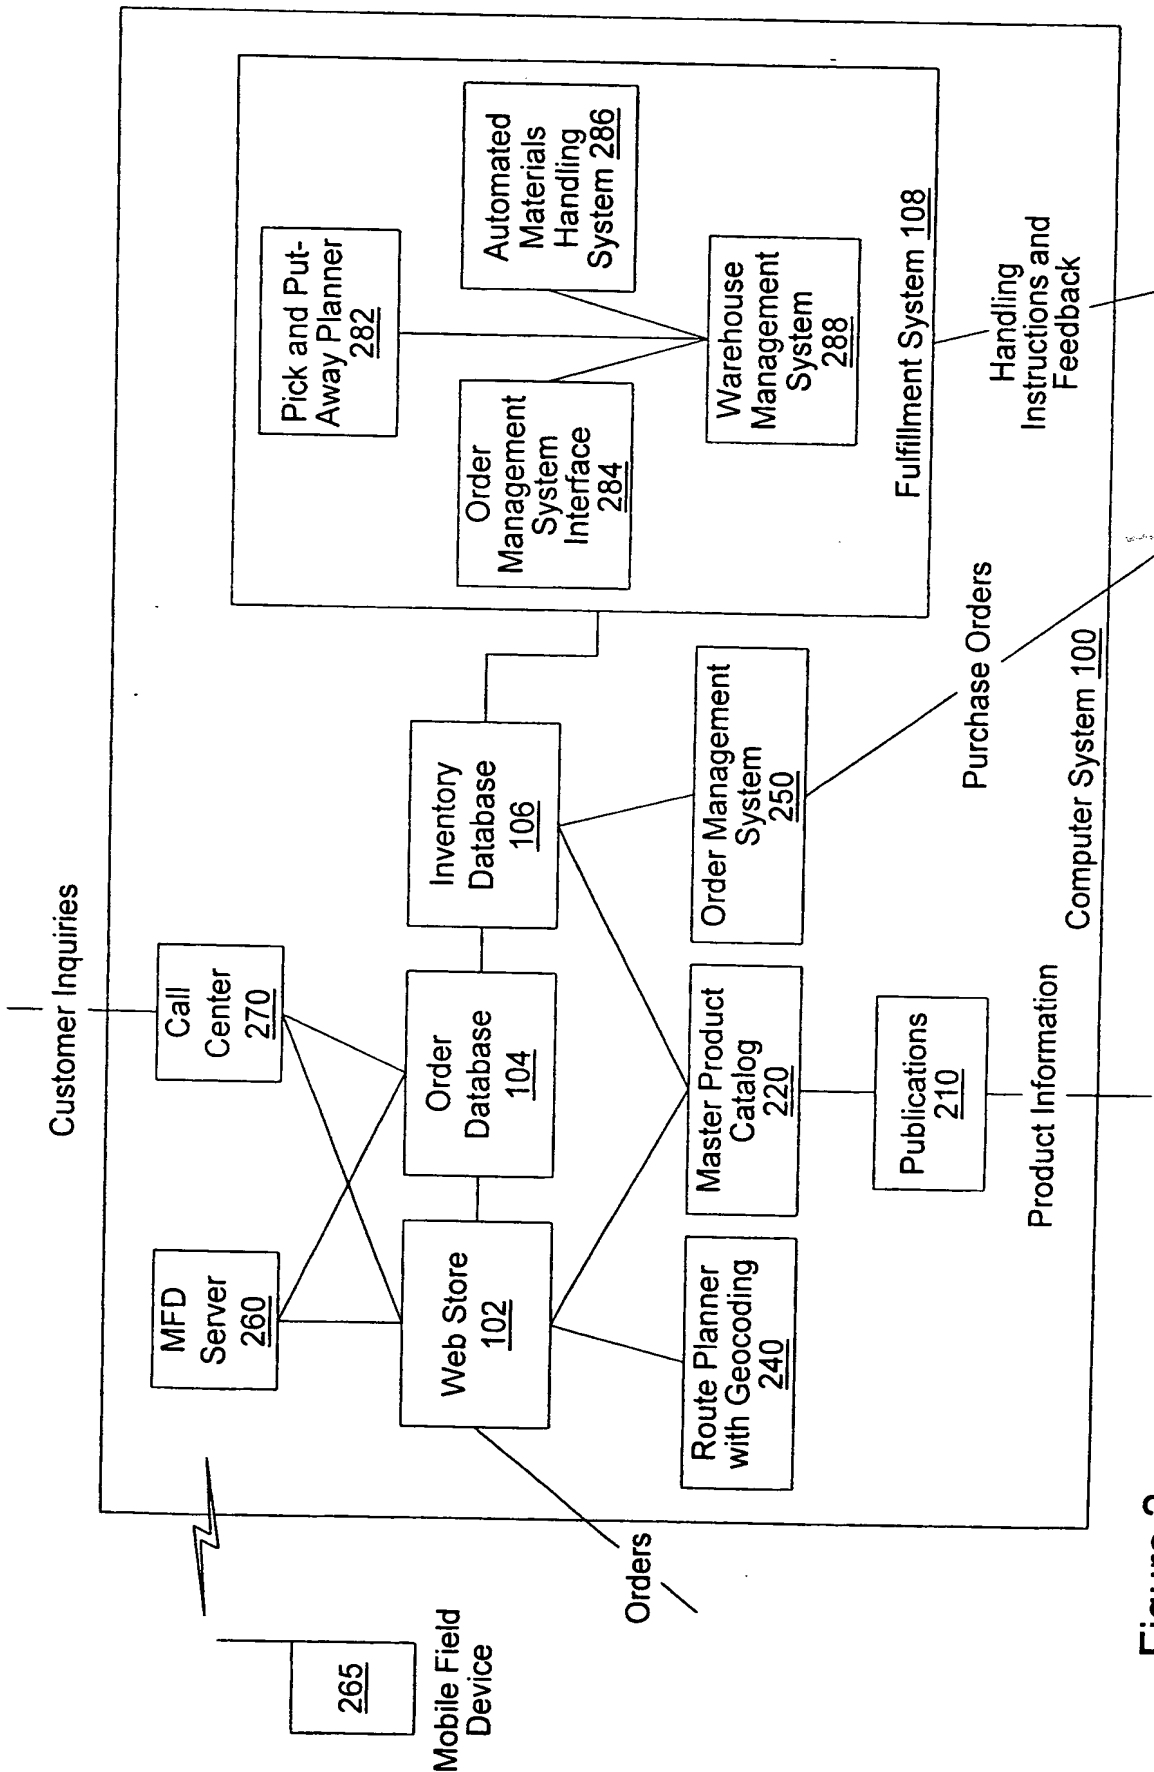 Customer Inquiries
MFD
Server
260
Call
Center
270
265
Mobile Field
Device
Orders
Web Store
102
Order
Database
104
Inventory
Database
106
Route Planner
with Geocoding
240
Master Product
Catalog
220
Order Management
System
250
Publications
210
Product Information
Purchase Orders
Computer System 100
Pick and Put-
Away Planner
282
Order
Management
System
Interface
284
Automated
Materials
Handling
System 286
Warehouse
Management
System
288
Fulfillment System 108
Handling
Instructions and
Feedback